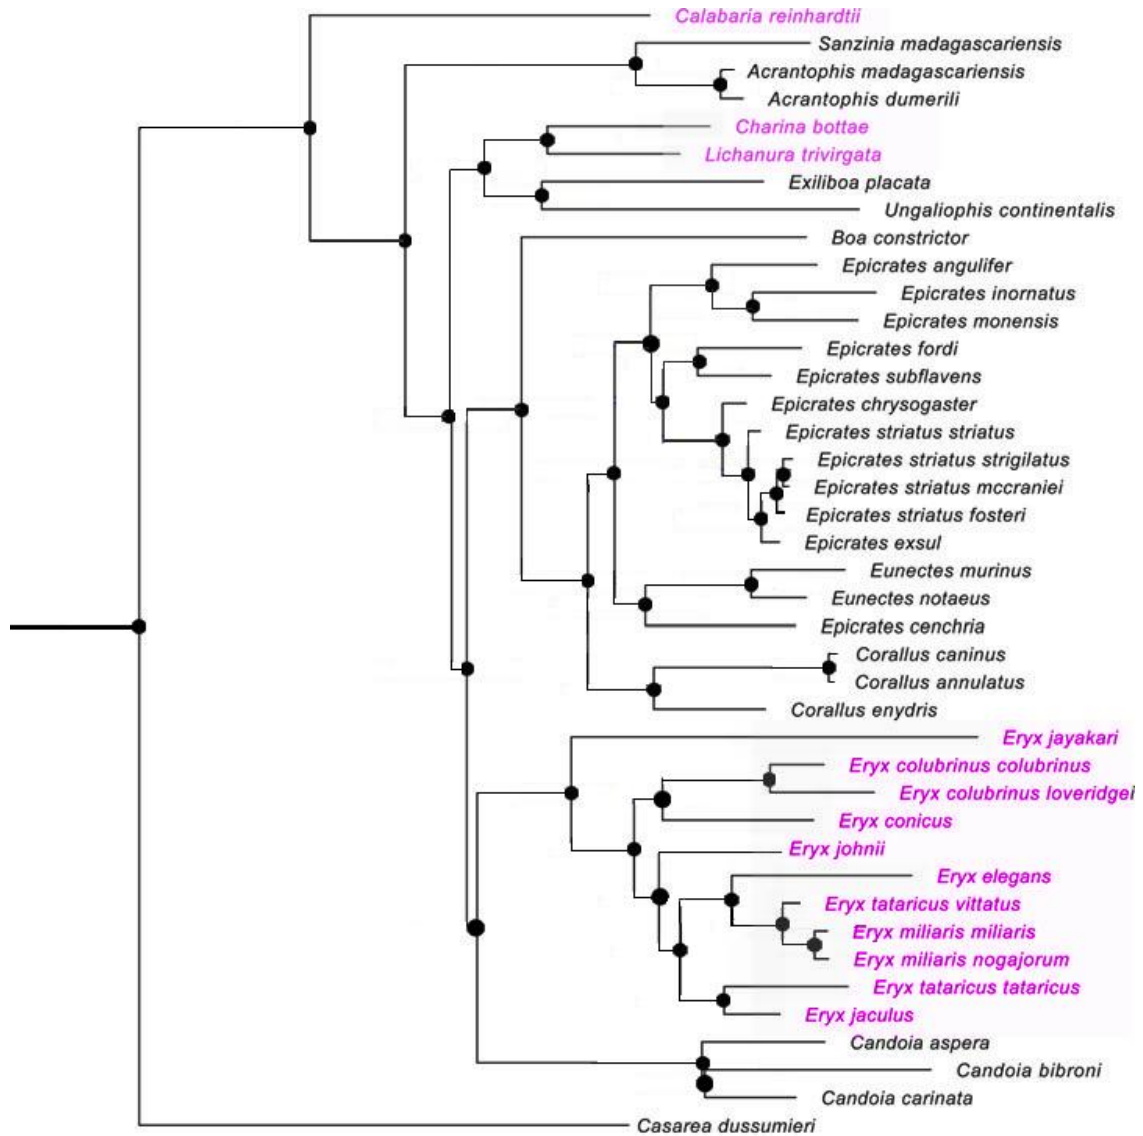 Calabaria reinhardtii
Sanzinia madagascariensis
Acrantophis madagascariensis
Acrantophis dumerili
Charina bottae
Lichanura trivirgata
Exiliboa placata
Ungaliophis continentalis
Boa constrictor
Epicrates angulifer
Epicrates inornatus
Epicrates monensis
Epicrates fordi
Epicrates subflavens
Epicrates chrysogaster
Epicrates striatus striatus
Epicrates striatus strigilatus
Epicrates striatus mccraniei
Epicrates striatus fosteri
Epicrates exsul
Eunectes murinus
Eunectes notaeus
Epicrates cenchria
Corallus caninus
Corallus annulatus
Corallus enydris
Eryx jayakari
Eryx colubrinus colubrinus
Eryx colubrinus loveridgei
Eryx conicus
Eryx johnii
Eryx elegans
Eryx tataricus vittatus
Eryx miliaris miliaris
Eryx miliaris nogajorum
Eryx tataricus tataricus
Eryx jaculus
Candoia aspera
Candoia bibroni
Candoia carinata
Casarea dussumieri